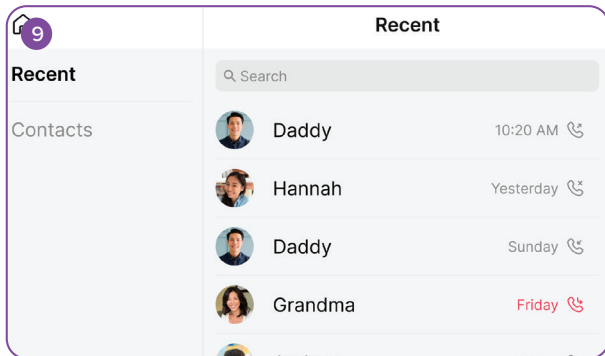 9
Recent
Recent
Search
Contacts
Daddy 10:20 AM
Hannah Yesterday
Daddy Sunday
Grandma Friday